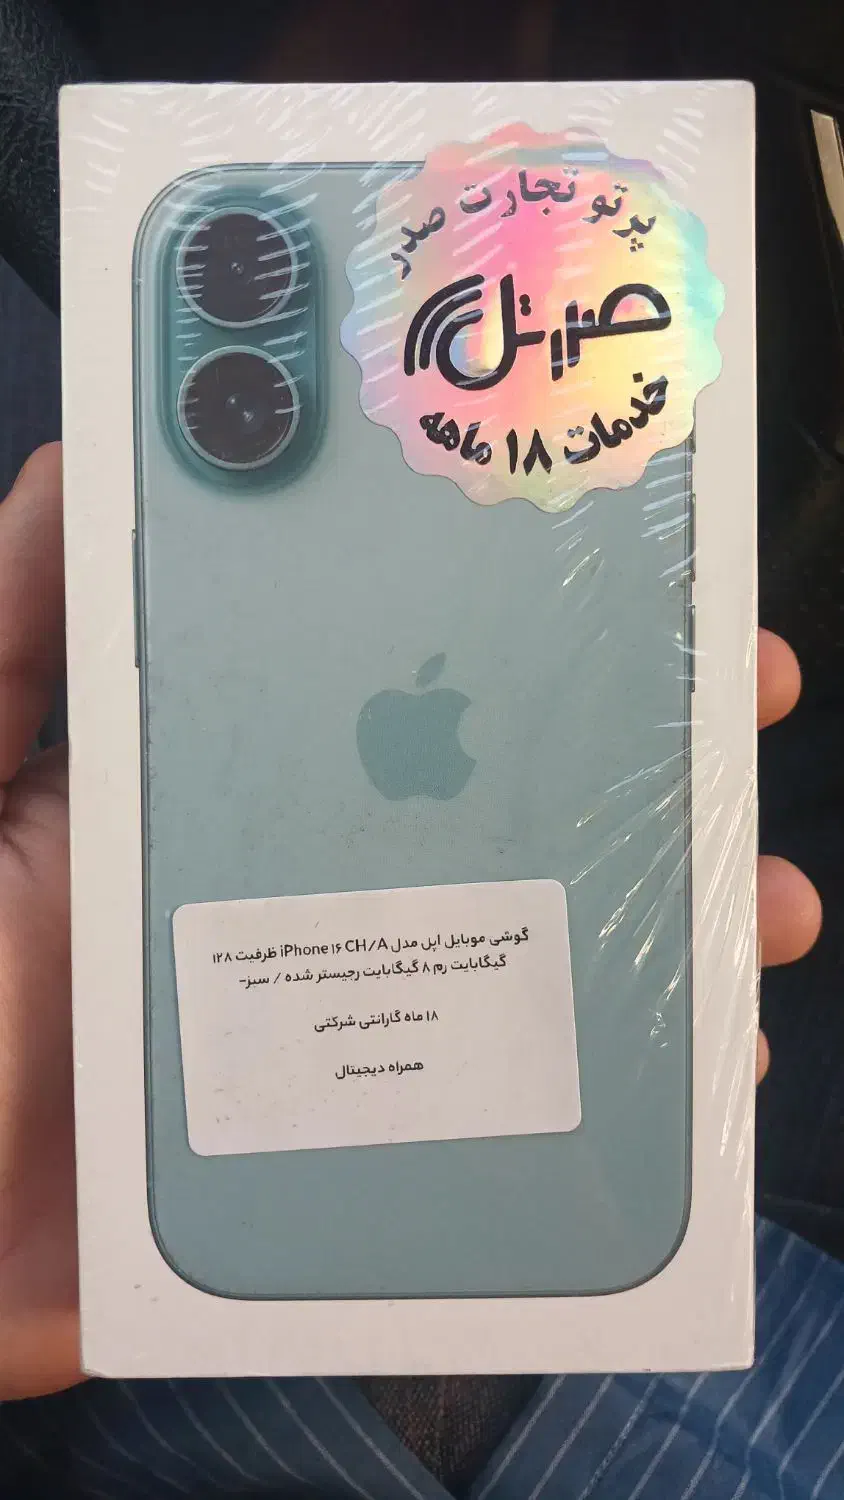 پرتو تجارت صدر
صدرتل
خدمات ۱۸ ماهه
گوشی موبایل اپل مدل iPhone ۱۶ CH/A ظرفیت ۱۲۸
گیگابایت رم ۸ گیگابایت رجیستر شده / سبز-
۱۸ ماه گارانتی شرکتی
همراه دیجیتال